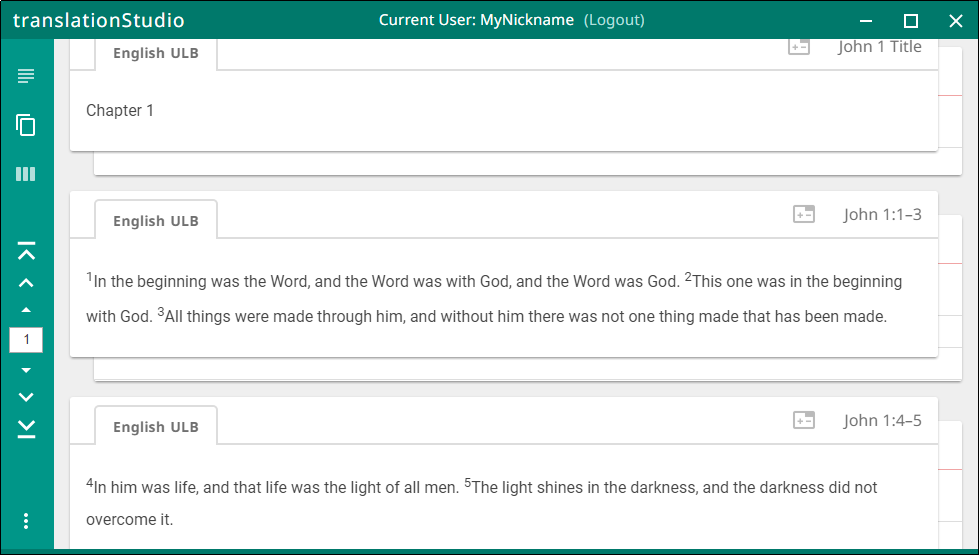 translationStudio
Current User: MyNickname (Logout)
English ULB
John 1 Title
Chapter 1
English ULB
John 1:1–3
¹In the beginning was the Word, and the Word was with God, and the Word was God. ²This one was in the beginning
with God. ³All things were made through him, and without him there was not one thing made that has been made.
1
English ULB
John 1:4–5
⁴In him was life, and that life was the light of all men. ⁵The light shines in the darkness, and the darkness did not
overcome it.